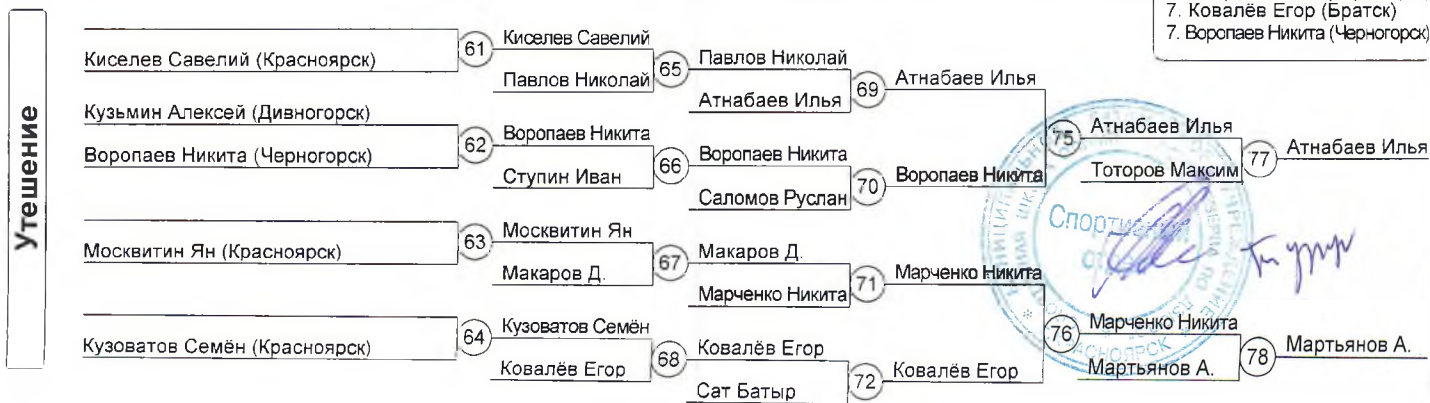 7. Ковалёв Егор (Братск)
7. Воропаев Никита (Черногорск)
Утешение
Киселев Савелий (Красноярск)
61
Киселев Савелий
Павлов Николай
65
Павлов Николай
Атнабаев Илья
69
Атнабаев Илья
Кузьмин Алексей (Дивногорск)
Воропаев Никита (Черногорск)
62
Воропаев Никита
Ступин Иван
66
Воропаев Никита
Саломов Руслан
70
Воропаев Никита
75
Атнабаев Илья
Тоторов Максим
77
Атнабаев Илья
Москвитин Ян (Красноярск)
63
Москвитин Ян
Макаров Д.
67
Макаров Д.
Марченко Никита
71
Марченко Никита
Кузоватов Семён (Красноярск)
64
Кузоватов Семён
Ковалёв Егор
68
Ковалёв Егор
Сат Батыр
72
Ковалёв Егор
76
Марченко Никита
Мартьянов А.
78
Мартьянов А.